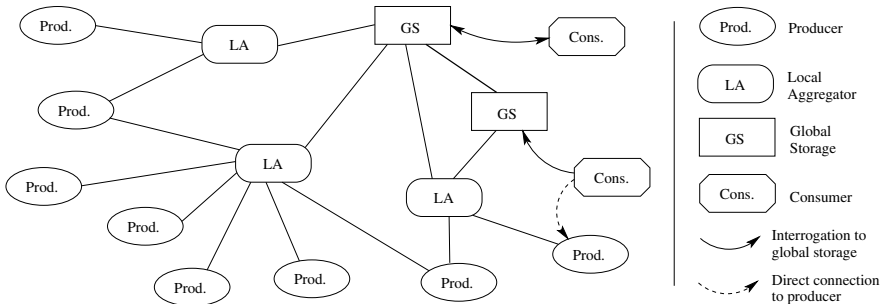 Prod.
LA
GS
Cons.
Prod.
GS
LA
Prod.
Cons.
LA
Prod.
Prod.
Prod.
Prod.
Prod.
Prod.
Producer
LA
Local
Aggregator
GS
Global
Storage
Cons.
Consumer
Interrogation to
global storage
Direct connection
to producer